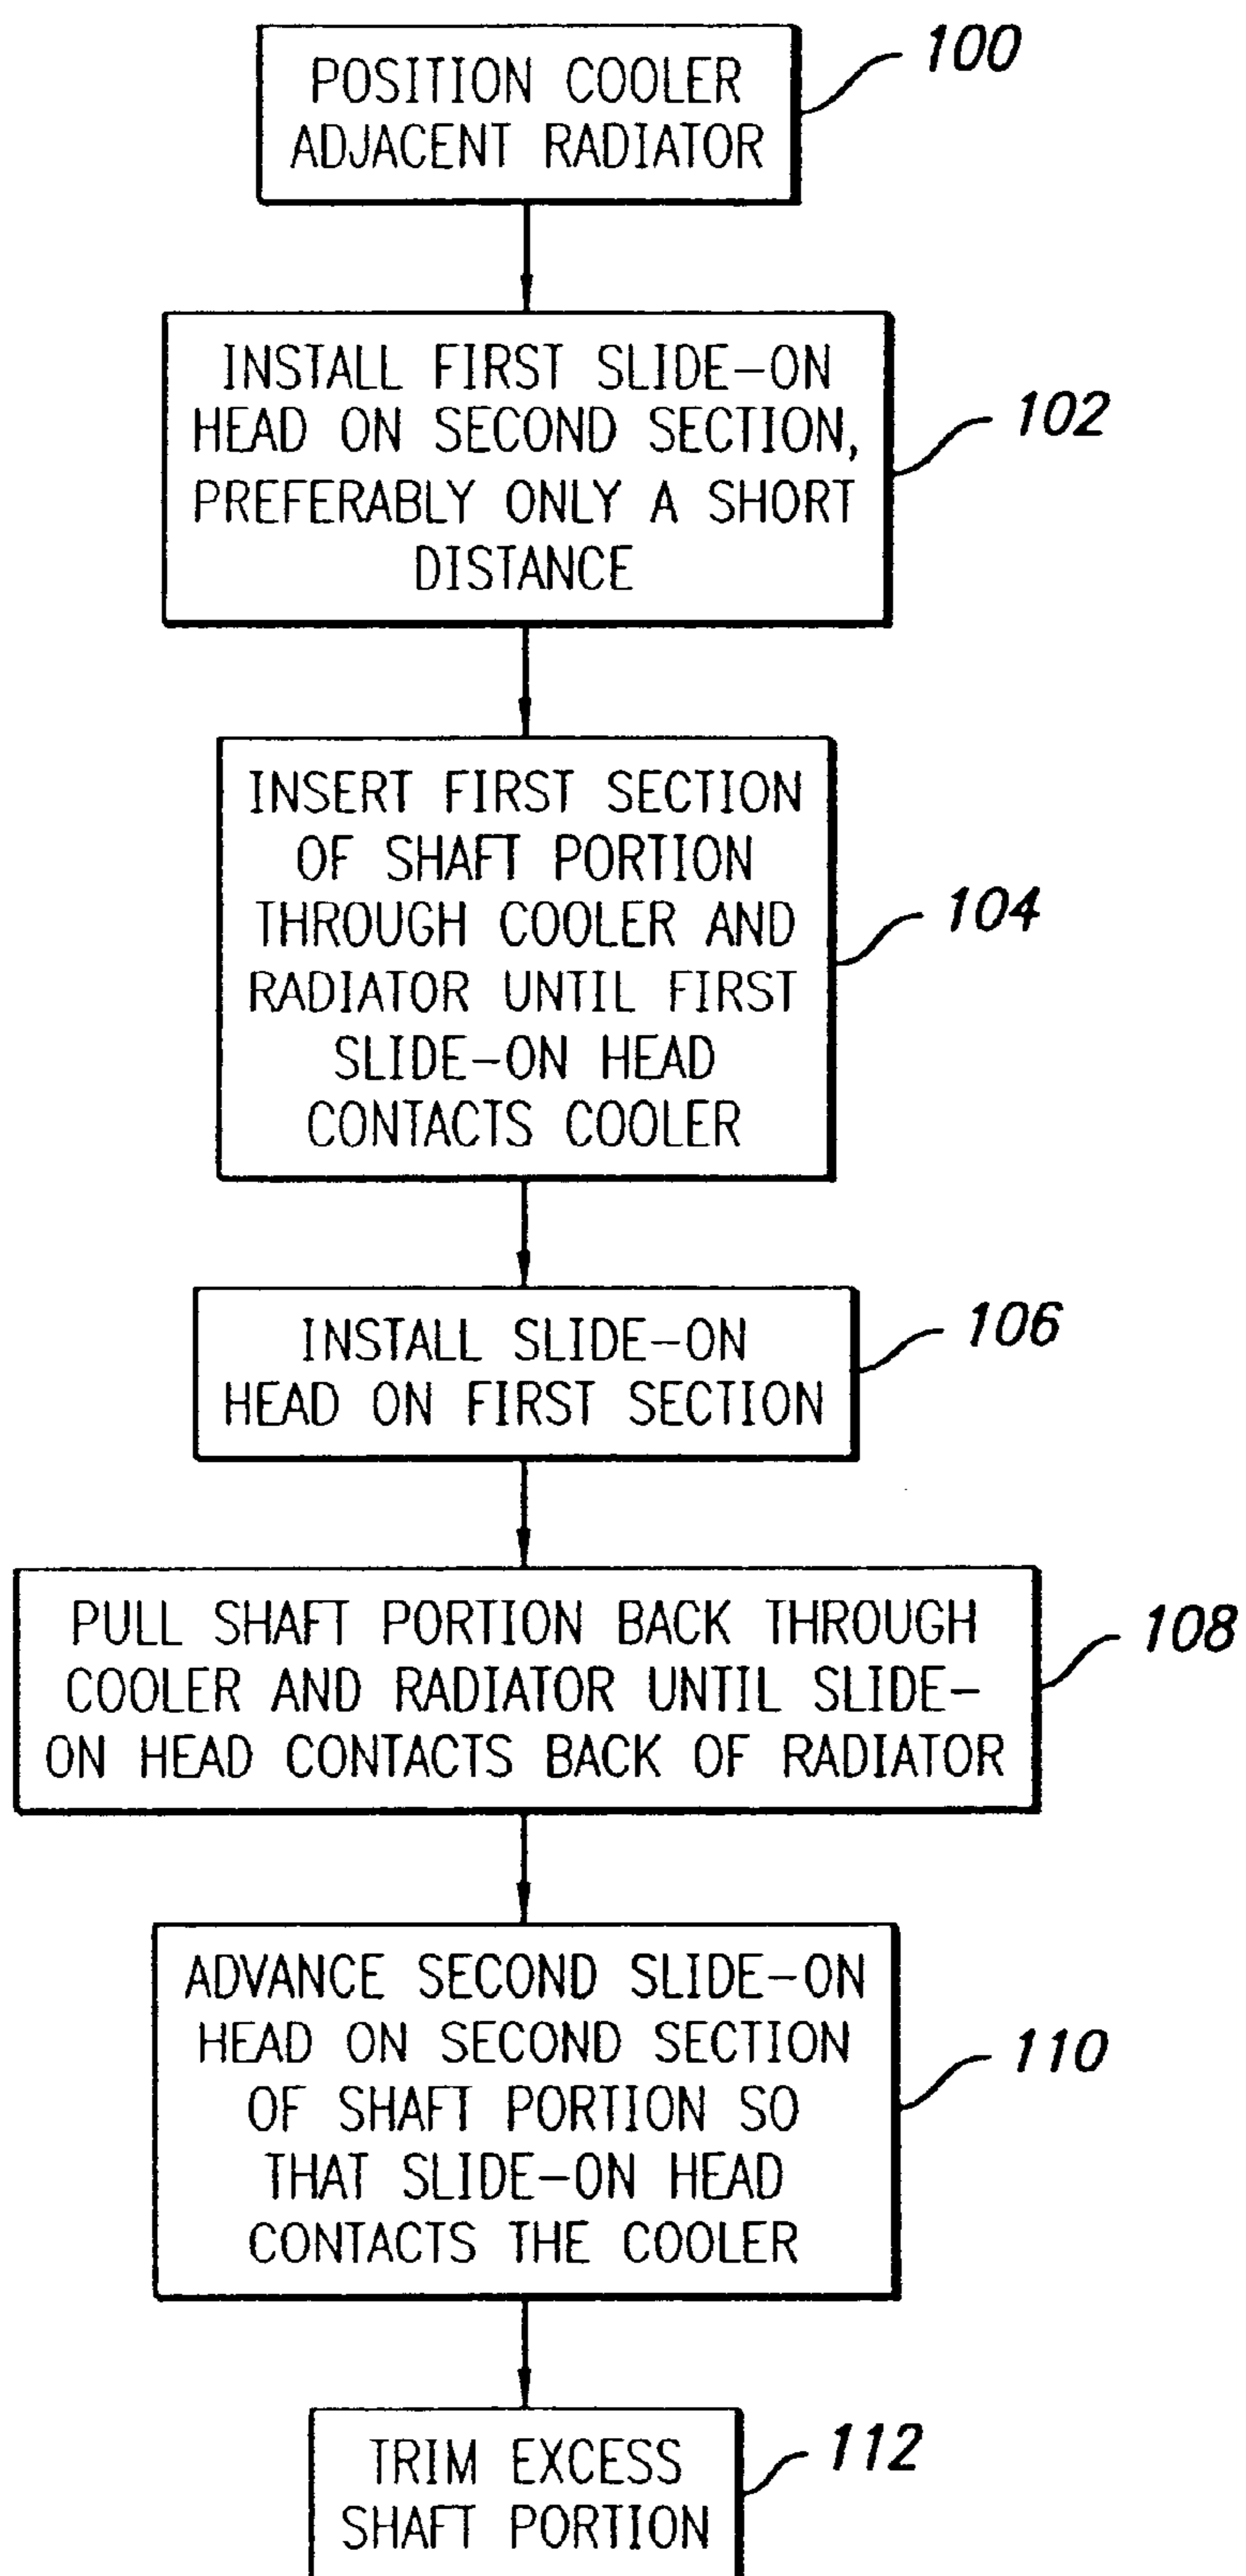 POSITION COOLER
ADJACENT RADIATOR
100
INSTALL FIRST SLIDE-ON
HEAD ON SECOND SECTION,
PREFERABLY ONLY A SHORT
DISTANCE
102
INSERT FIRST SECTION
OF SHAFT PORTION
THROUGH COOLER AND
RADIATOR UNTIL FIRST
SLIDE-ON HEAD
CONTACTS COOLER
104
INSTALL SLIDE-ON
HEAD ON FIRST SECTION
106
PULL SHAFT PORTION BACK THROUGH
COOLER AND RADIATOR UNTIL SLIDE-
ON HEAD CONTACTS BACK OF RADIATOR
108
ADVANCE SECOND SLIDE-ON
HEAD ON SECOND SECTION
OF SHAFT PORTION SO
THAT SLIDE-ON HEAD
CONTACTS THE COOLER
110
TRIM EXCESS
SHAFT PORTION
112